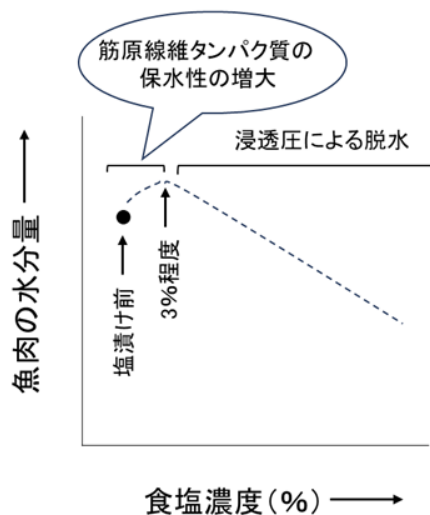 筋原線維タンパク質の
保水性の増大
浸透圧による脱水
魚肉の水分量
塩漬け前
3%程度
食塩濃度(%)